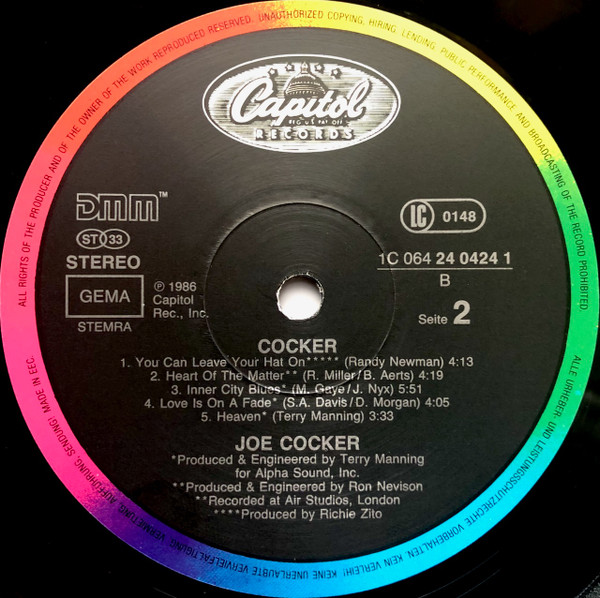 ALL RIGHTS OF THE PRODUCER AND OF THE OWNER OF THE WORK REPRODUCED RESERVED. UNAUTHORIZED COPYING, HIRING, LENDING, PUBLIC PERFORMANCE AND BROADCASTING OF THE RECORD PROHIBITED.
Capitol
REG. U.S. PAT. OFF.
RECORDS
DMM™
LC 0148
ST 33
STEREO
1C 064 24 0424 1
B
GEMA
STEMRA
℗ 1986
Capitol
Rec., Inc.
Seite 2
COCKER
1. You Can Leave Your Hat On***** (Randy Newman) 4:13
2. Heart Of The Matter** (R. Miller/B. Aerts) 4:19
3. Inner City Blues* (M. Gaye/J. Nyx) 5:51
4. Love Is On A Fade* (S.A. Davis/D. Morgan) 4:05
5. Heaven* (Terry Manning) 3:33
JOE COCKER
*Produced & Engineered by Terry Manning
for Alpha Sound, Inc.
**Produced & Engineered by Ron Nevison
**Recorded at Air Studios, London
****Produced by Richie Zito
ALLE URHEBER- UND LEISTUNGSSCHUTZRECHTE VORBEHALTEN. KEIN VERLEIH! KEINE UNERLAUBTE VERVIELFÄLTIGUNG, VERMIETUNG, AUFFÜHRUNG, SENDUNG! MADE IN EEC.